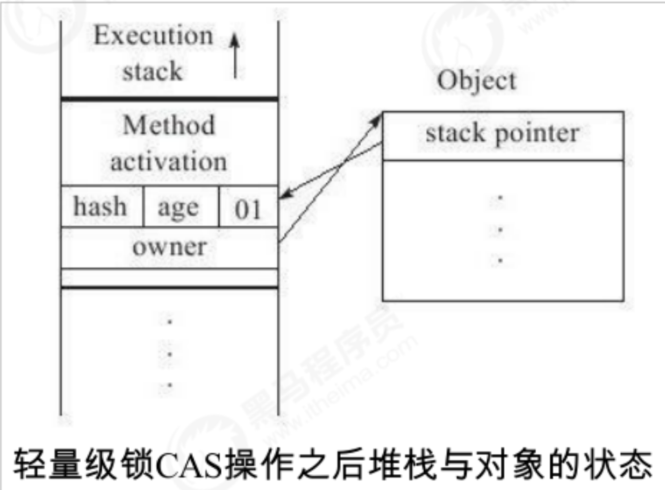 Execution
stack
Object
Method
activation
stack pointer
hash
age
01
owner
黑马程序员
www.itheima.com
轻量级锁CAS操作之后堆栈与对象的状态